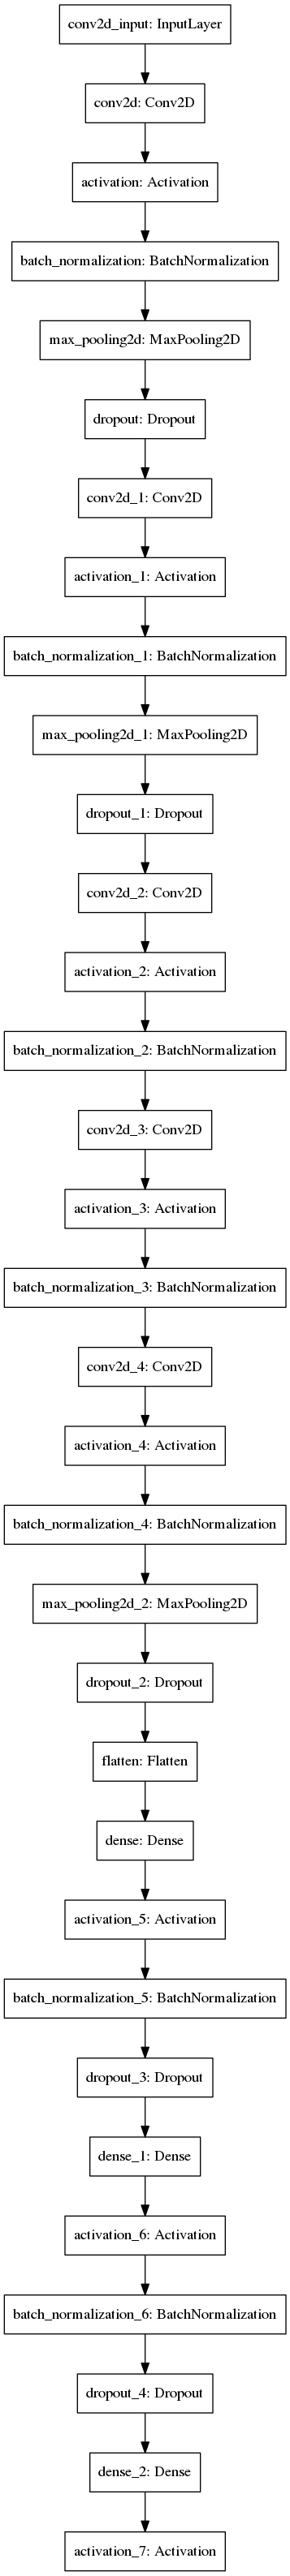 conv2d_input: InputLayer
conv2d: Conv2D
activation: Activation
batch_normalization: BatchNormalization
max_pooling2d: MaxPooling2D
dropout: Dropout
conv2d_1: Conv2D
activation_1: Activation
batch_normalization_1: BatchNormalization
max_pooling2d_1: MaxPooling2D
dropout_1: Dropout
conv2d_2: Conv2D
activation_2: Activation
batch_normalization_2: BatchNormalization
conv2d_3: Conv2D
activation_3: Activation
batch_normalization_3: BatchNormalization
conv2d_4: Conv2D
activation_4: Activation
batch_normalization_4: BatchNormalization
max_pooling2d_2: MaxPooling2D
dropout_2: Dropout
flatten: Flatten
dense: Dense
activation_5: Activation
batch_normalization_5: BatchNormalization
dropout_3: Dropout
dense_1: Dense
activation_6: Activation
batch_normalization_6: BatchNormalization
dropout_4: Dropout
dense_2: Dense
activation_7: Activation